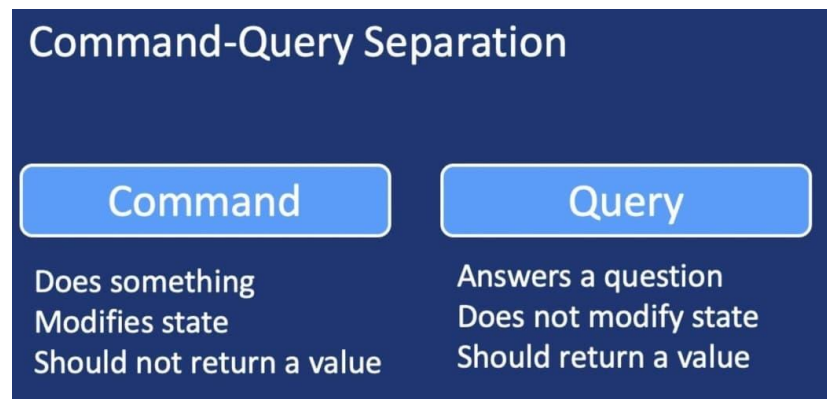 Command-Query Separation
Command
Does something
Modifies state
Should not return a value
Query
Answers a question
Does not modify state
Should return a value